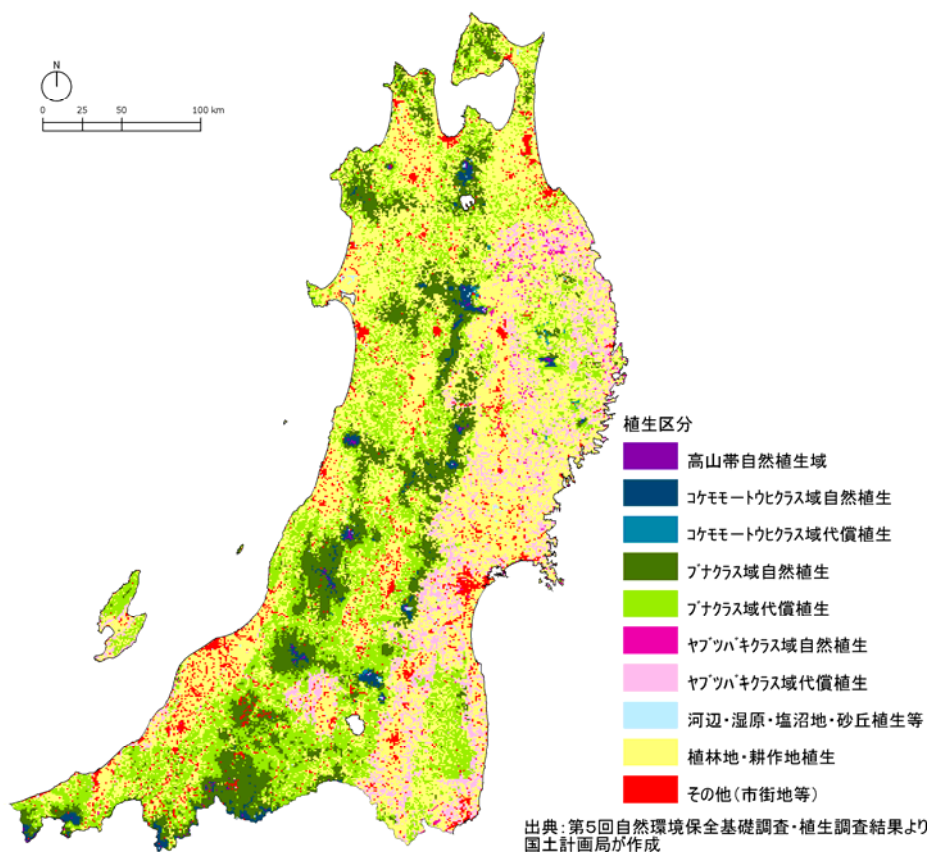 N
0 25 50 100 km
植生区分
高山帯自然植生域
コケモモートウヒクラス域自然植生
コケモモートウヒクラス域代償植生
ブナクラス域自然植生
ブナクラス域代償植生
ヤブツバキクラス域自然植生
ヤブツバキクラス域代償植生
河辺・湿原・塩沼地・砂丘植生等
植林地・耕作地植生
その他(市街地等)
出典:第5回自然環境保全基礎調査・植生調査結果より
国土計画局が作成